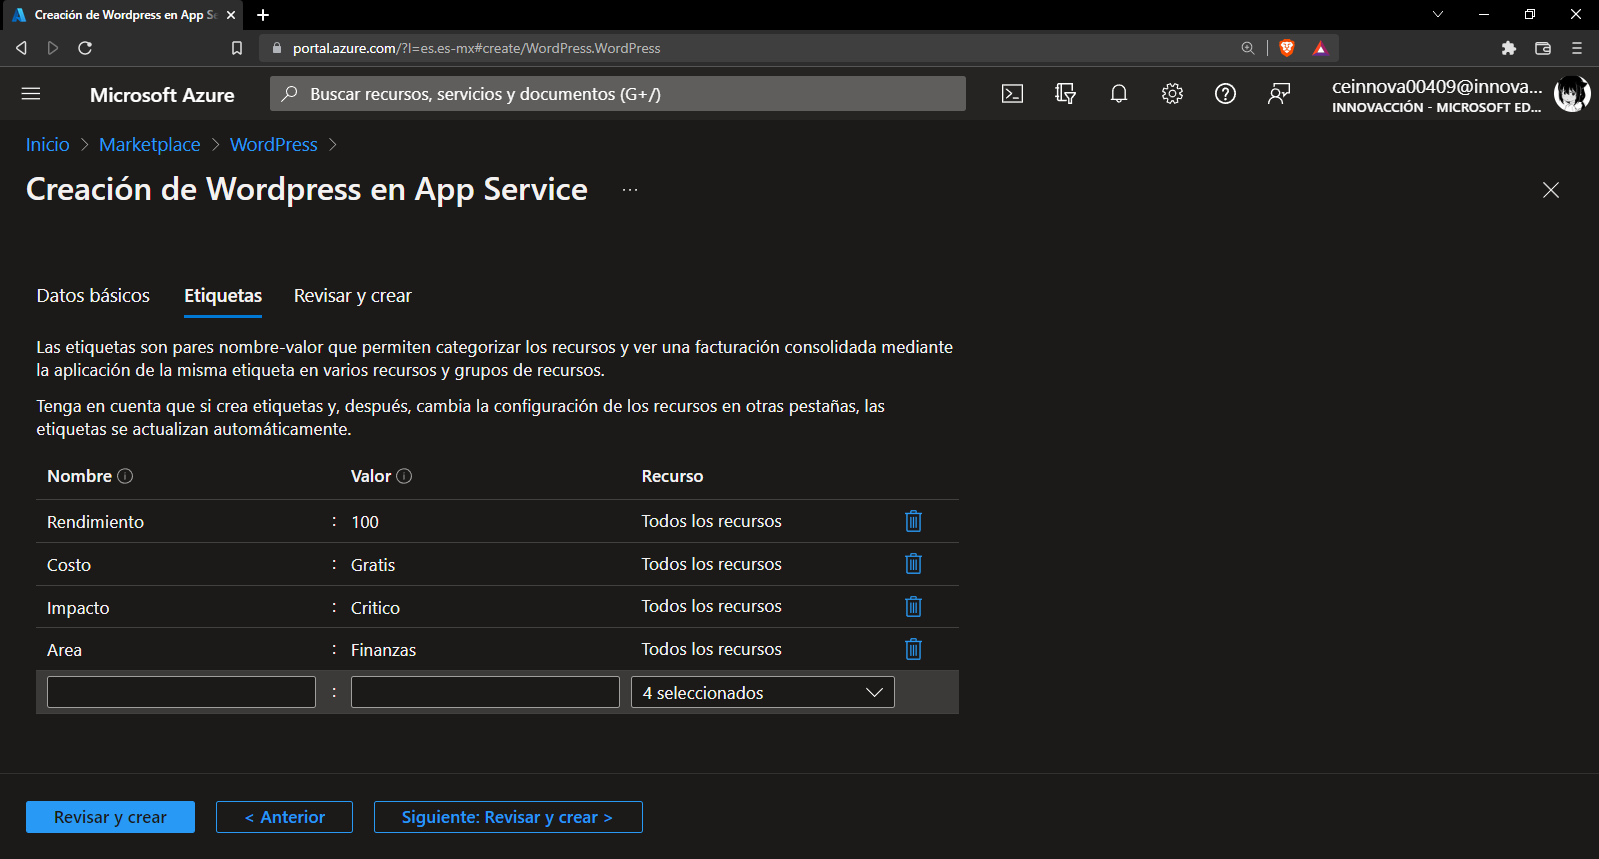 Creación de Wordpress en App Se
portal.azure.com/?l=es.es-mx#create/WordPress.WordPress
Microsoft Azure
Buscar recursos, servicios y documentos (G+/)
ceinnova00409@innova...
INNOVACCIÓN - MICROSOFT ED...
Inicio > Marketplace > WordPress >
Creación de Wordpress en App Service ...
Datos básicos Etiquetas Revisar y crear
Las etiquetas son pares nombre-valor que permiten categorizar los recursos y ver una facturación consolidada mediante
la aplicación de la misma etiqueta en varios recursos y grupos de recursos.
Tenga en cuenta que si crea etiquetas y, después, cambia la configuración de los recursos en otras pestañas, las
etiquetas se actualizan automáticamente.
Nombre Valor Recurso
Rendimiento : 100 Todos los recursos
Costo : Gratis Todos los recursos
Impacto : Critico Todos los recursos
Area : Finanzas Todos los recursos
: 4 seleccionados
Revisar y crear < Anterior Siguiente: Revisar y crear >